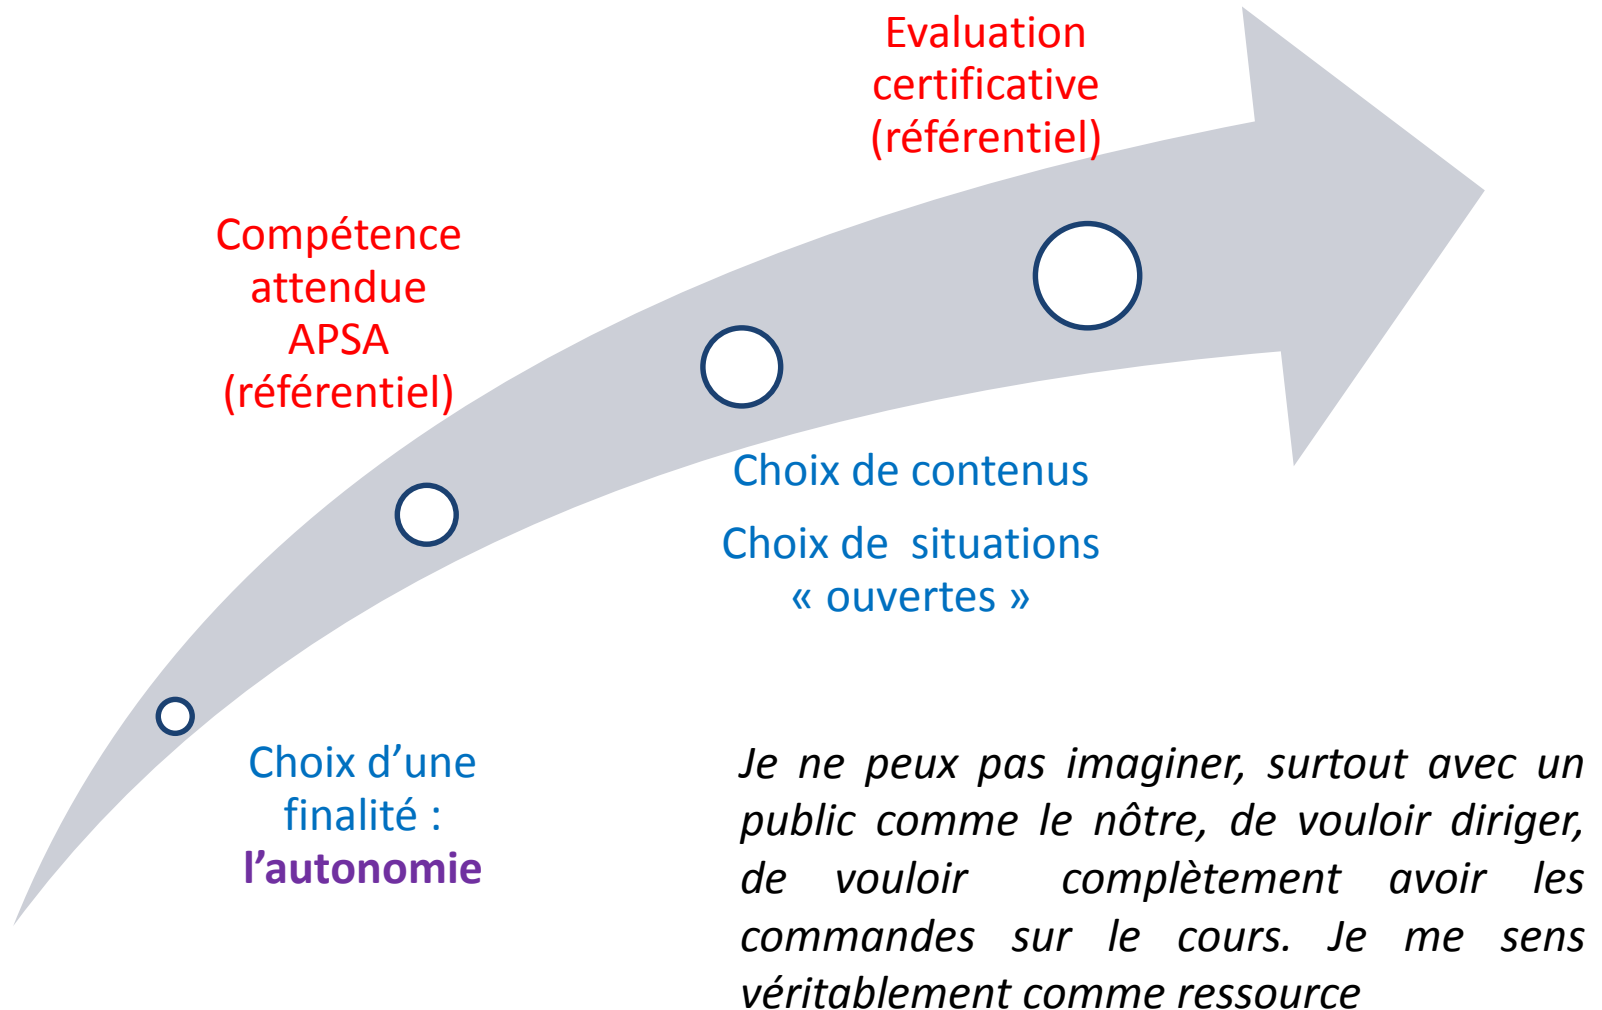 Evaluation
certificative
(référentiel)
Compétence
attendue
APSA
(référentiel)
Choix de contenus
Choix de  situations
« ouvertes »
Choix d’une
finalité :
l’autonomie
Je ne peux pas imaginer, surtout avec un
public comme le nôtre, de vouloir diriger,
de vouloir  complètement avoir les
commandes sur le cours. Je me sens
véritablement comme ressource